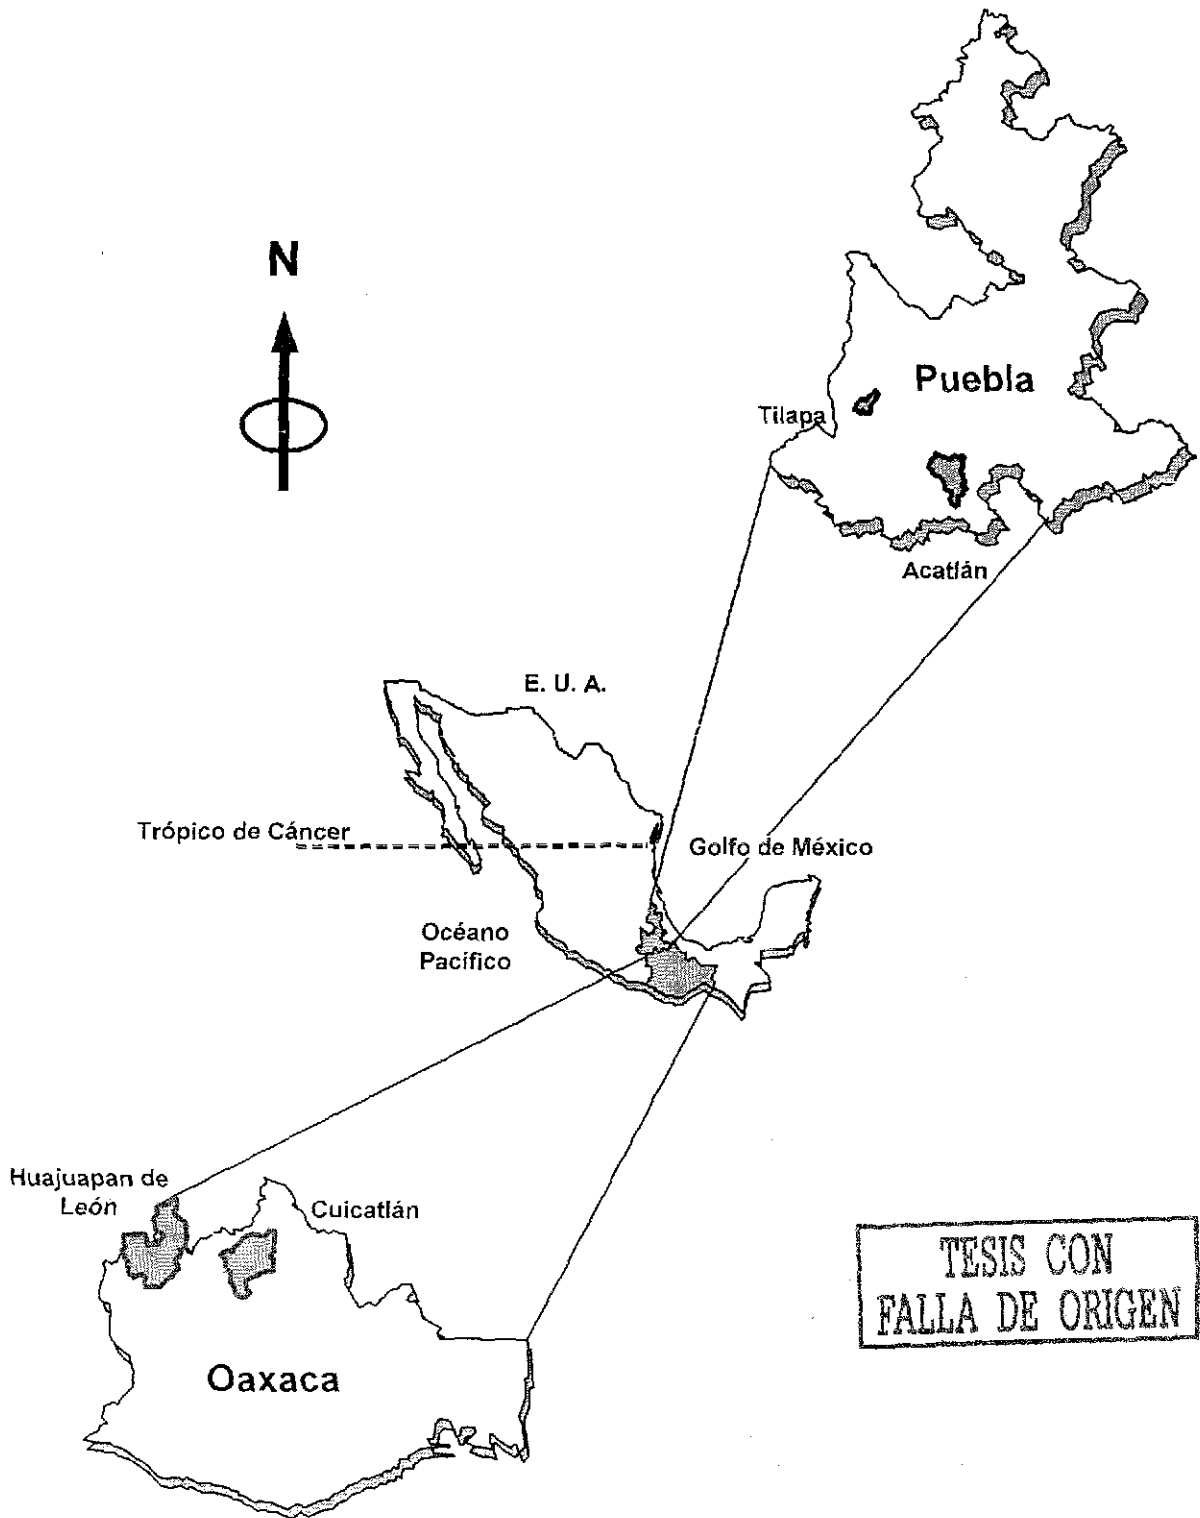 N
Puebla
Tilapa
Acatlán
E. U. A.
Trópico de Cáncer
Golfo de México
Océano
Pacífico
Huajuapan de
León
Cuicatlán
Oaxaca
TESIS CON
FALLA DE ORIGEN